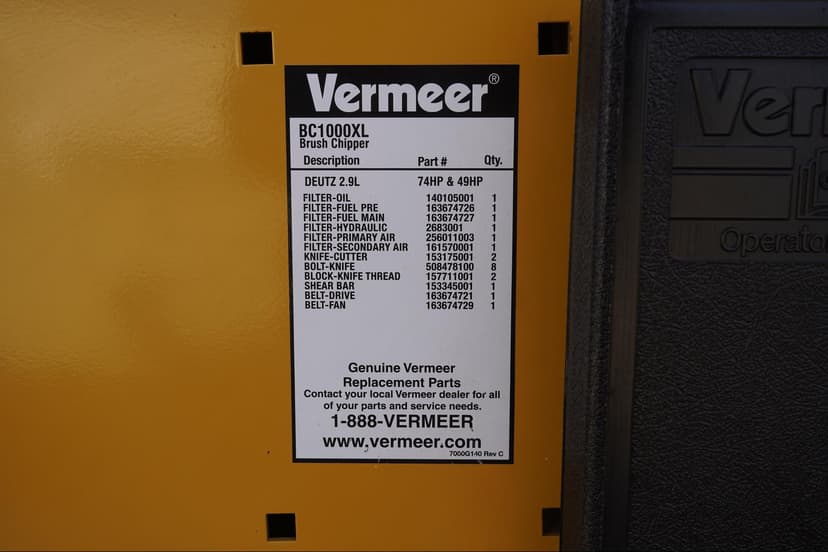 Vermeer®
BC1000XL
Brush Chipper
Description Part # Qty.
DEUTZ 2.9L 74HP & 49HP
FILTER-OIL 140105001 1
FILTER-FUEL PRE 163674726 1
FILTER-FUEL MAIN 163674727 1
FILTER-HYDRAULIC 2683001 1
FILTER-PRIMARY AIR 256011003 1
FILTER-SECONDARY AIR 161570001 1
KNIFE-CUTTER 153175001 2
BOLT-KNIFE 508478100 8
BLOCK-KNIFE THREAD 157711001 2
SHEAR BAR 153345001 1
BELT-DRIVE 163674721 1
BELT-FAN 163674729 1
Genuine Vermeer
Replacement Parts
Contact your local Vermeer dealer for all
of your parts and service needs.
1-888-VERMEER
www.vermeer.com
7000G140 Rev C
Ver
Operato